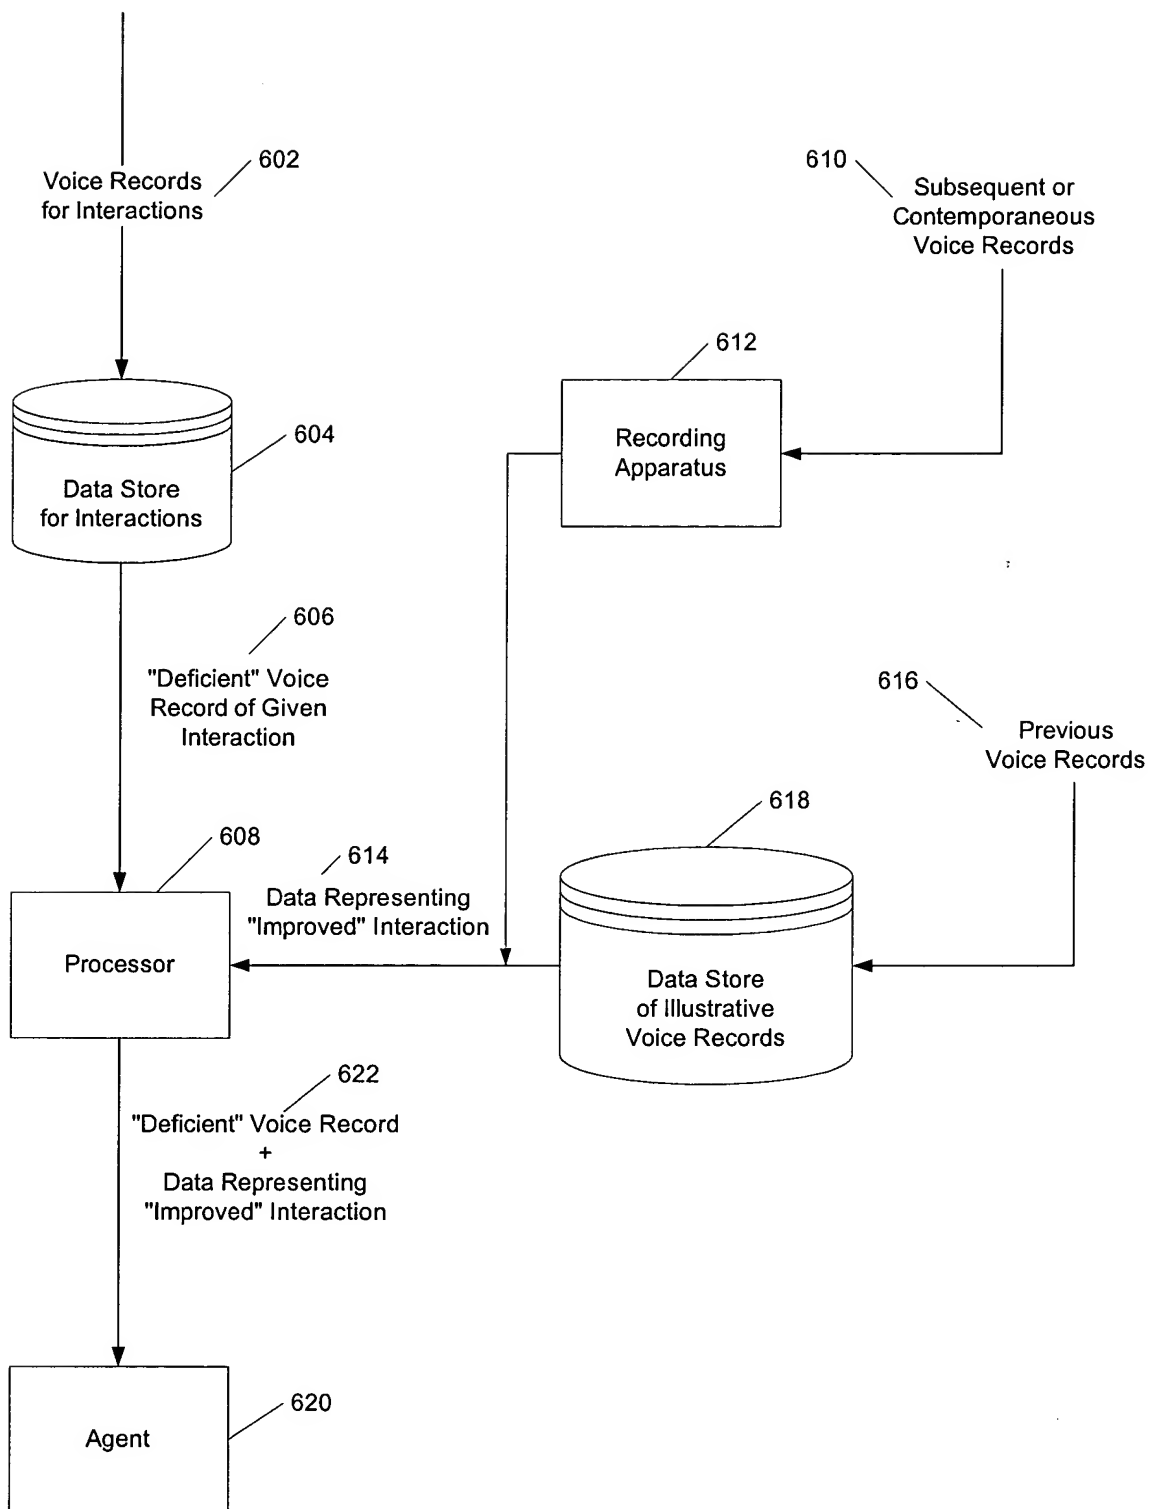 602
Voice Records
for Interactions
610
Subsequent or
Contemporaneous
Voice Records
612
Recording
Apparatus
604
Data Store
for Interactions
606
"Deficient" Voice
Record of Given
Interaction
616
Previous
Voice Records
618
608
614
Data Representing
"Improved" Interaction
Processor
Data Store
of Illustrative
Voice Records
622
"Deficient" Voice Record
+
Data Representing
"Improved" Interaction
620
Agent